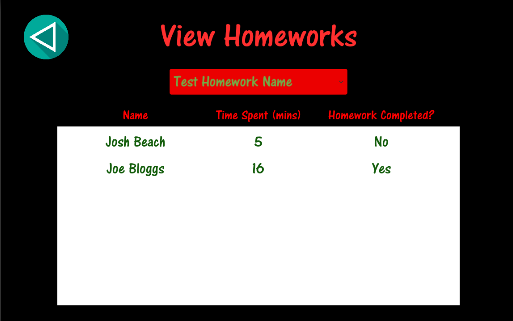 View Homeworks
Test Homework Name
Name Time Spent (mins) Homework Completed?
Josh Beach 5 No
Joe Bloggs 16 Yes